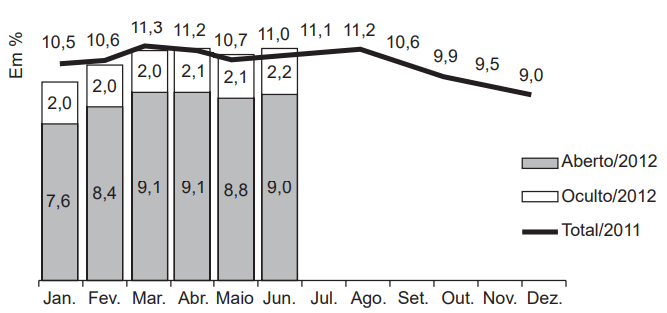 Em %
10,5 10,6 11,3 11,2 10,7 11,0 11,1 11,2 10,6 9,9 9,5 9,0
2,0 2,0 2,0 2,1 2,1 2,2
7,6 8,4 9,1 9,1 8,8 9,0
Aberto/2012
Oculto/2012
Total/2011
Jan. Fev. Mar. Abr. Maio Jun. Jul. Ago. Set. Out. Nov. Dez.